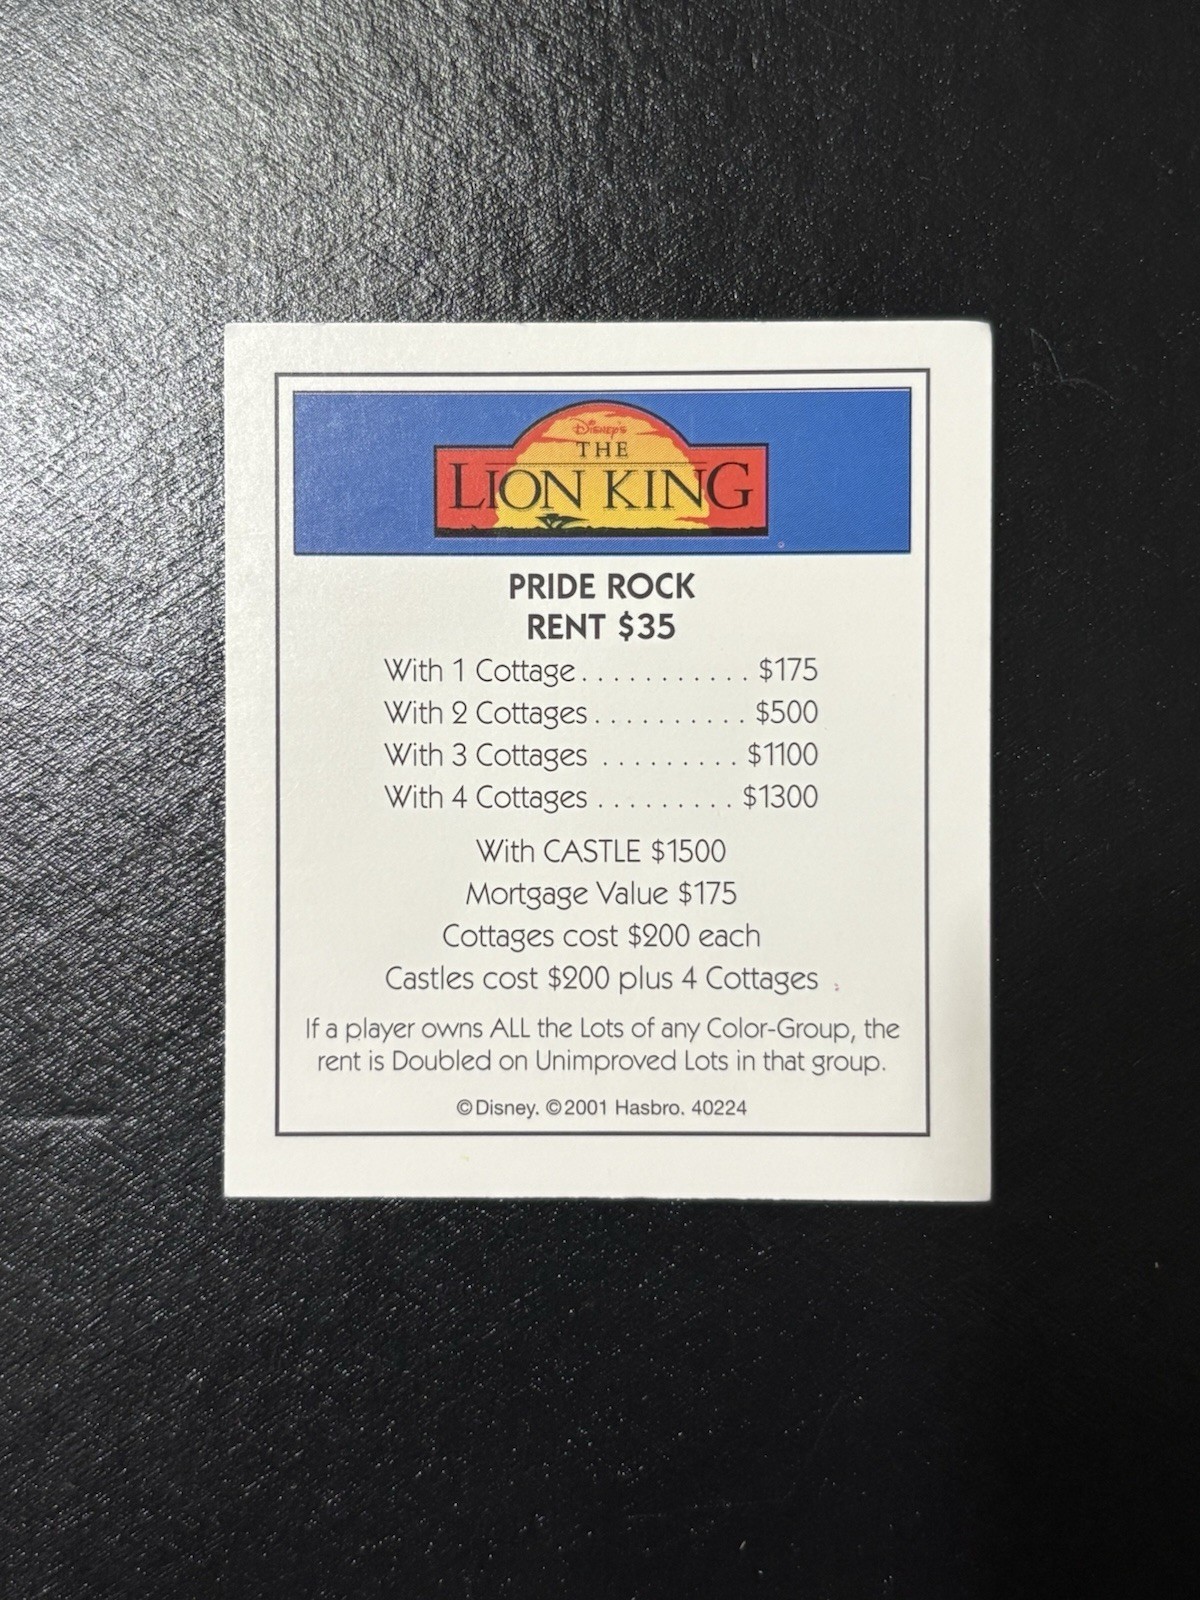 Disney's
THE
LION KING
PRIDE ROCK
RENT $35
With 1 Cottage........... $175
With 2 Cottages.......... $500
With 3 Cottages ......... $1100
With 4 Cottages ......... $1300
With CASTLE $1500
Mortgage Value $175
Cottages cost $200 each
Castles cost $200 plus 4 Cottages
If a player owns ALL the Lots of any Color-Group, the
rent is Doubled on Unimproved Lots in that group.
©Disney. ©2001 Hasbro. 40224